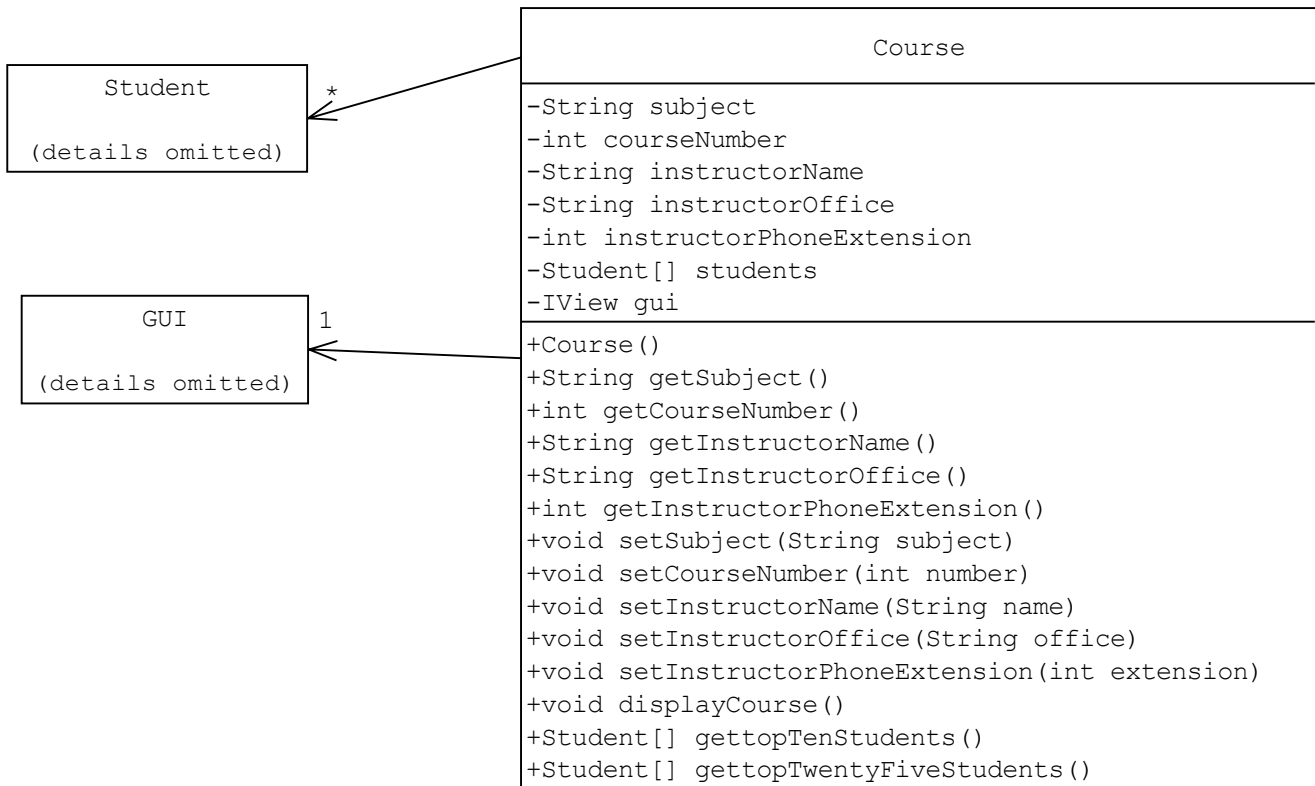 Student
(details omitted)
*
GUI
(details omitted)
1
Course
-String subject
-int courseNumber
-String instructorName
-String instructorOffice
-int instructorPhoneExtension
-Student[] students
-IView gui
+Course()
+String getSubject()
+int getCourseNumber()
+String getInstructorName()
+String getInstructorOffice()
+int getInstructorPhoneExtension()
+void setSubject(String subject)
+void setCourseNumber(int number)
+void setInstructorName(String name)
+void setInstructorOffice(String office)
+void setInstructorPhoneExtension(int extension)
+void displayCourse()
+Student[] gettopTenStudents()
+Student[] gettopTwentyFiveStudents()